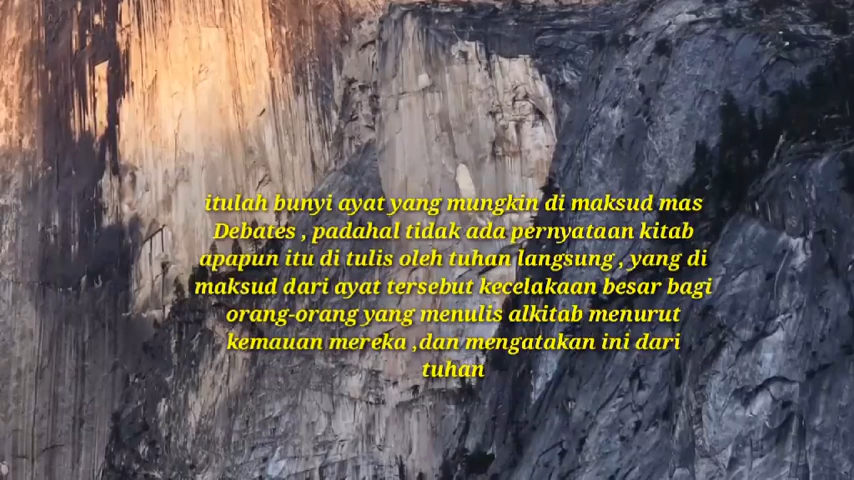 itulah bunyi ayat yang mungkin di maksud mas
Debates , padahal tidak ada pernyataan kitab
apapun itu di tulis oleh tuhan langsung , yang di
maksud dari ayat tersebut kecelakaan besar bagi
orang-orang yang menulis alkitab menurut
kemauan mereka ,dan mengatakan ini dari
tuhan